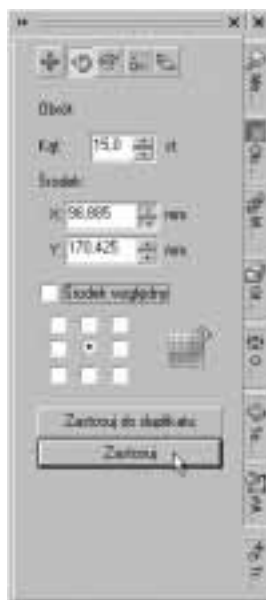 Obrót
Kąt: 15,0 st
Środek:
X: 96,885 mm
Y: 170,425 mm
Środek względny
Zastosuj do duplikatu
Zastosuj